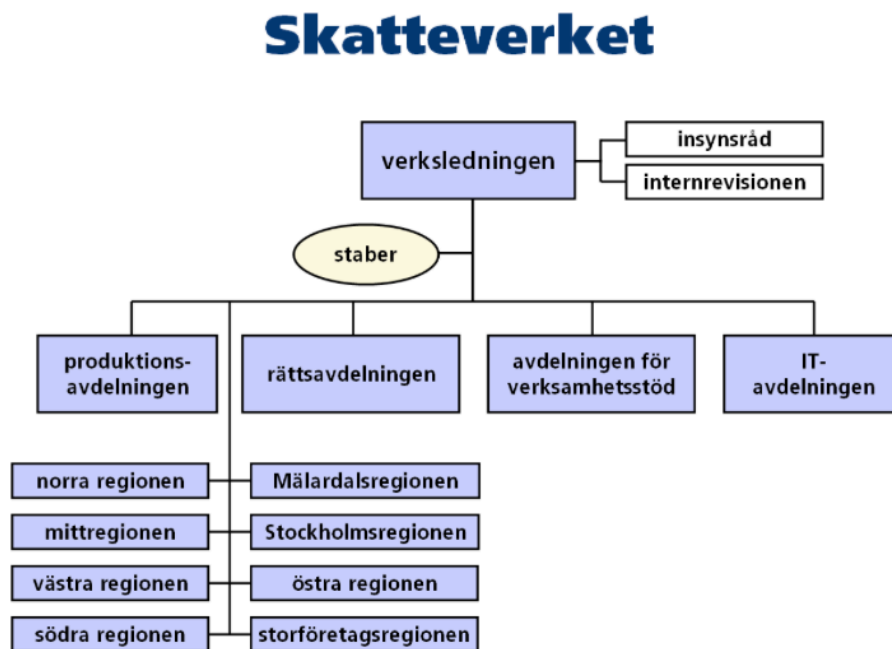 Skatteverket
verksledningen
insynsråd
internrevisionen
staber
produktions-
avdelningen
rättsavdelningen
avdelningen för
verksamhetsstöd
IT-
avdelningen
norra regionen
Mälardalsregionen
mittregionen
Stockholmsregionen
västra regionen
östra regionen
södra regionen
storföretagsregionen